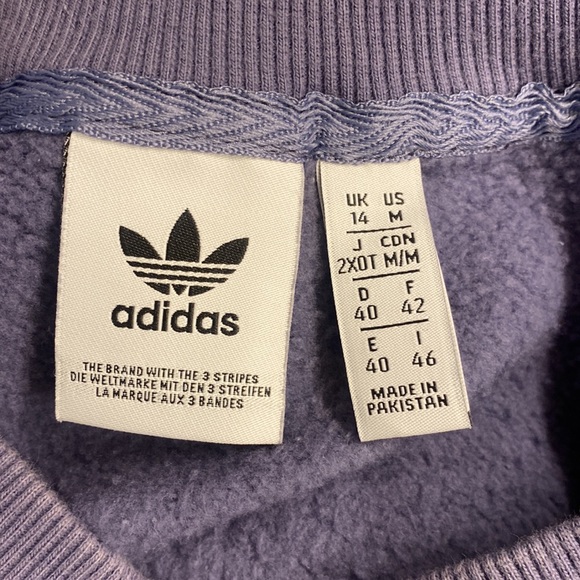 adidas
THE BRAND WITH THE 3 STRIPES
DIE WELTMARKE MIT DEN 3 STREIFEN
LA MARQUE AUX 3 BANDES
UK US
14 M
J CDN
2XOT M/M
D F
40 42
E I
40 46
MADE IN
PAKISTAN